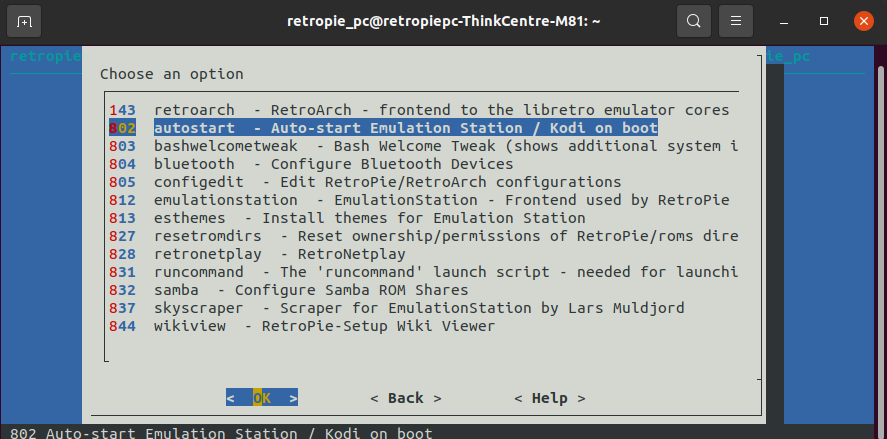 retropie_pc@retropiepc-ThinkCentre-M81: ~
retropie
ie_pc
Choose an option
143 retroarch - RetroArch - frontend to the libretro emulator cores
802 autostart - Auto-start Emulation Station / Kodi on boot
803 bashwelcometweak - Bash Welcome Tweak (shows additional system i
804 bluetooth - Configure Bluetooth Devices
805 configedit - Edit RetroPie/RetroArch configurations
812 emulationstation - EmulationStation - Frontend used by RetroPie
813 esthemes - Install themes for Emulation Station
827 resetromdirs - Reset ownership/permissions of RetroPie/roms dire
828 retronetplay - RetroNetplay
831 runcommand - The 'runcommand' launch script - needed for launchi
832 samba - Configure Samba ROM Shares
837 skyscraper - Scraper for EmulationStation by Lars Muldjord
844 wikiview - RetroPie-Setup Wiki Viewer
< OK > < Back > < Help >
802 Auto-start Emulation Station / Kodi on boot